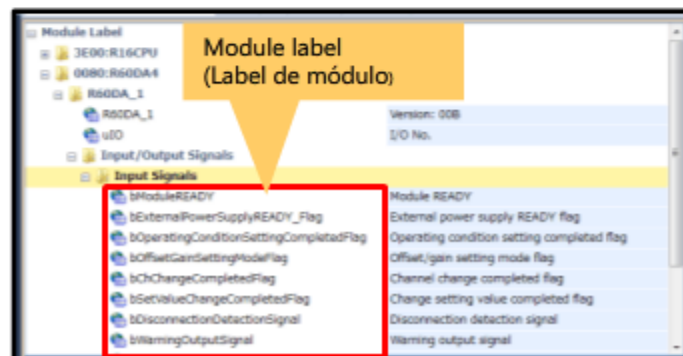 Module Label
3E00:R16CPU
0080:R60DA4
R60DA_1
R60DA_1 Version: 00B
uIO I/O No.
Input/Output Signals
Input Signals
bModuleREADY Module READY
bExternalPowerSupplyREADY_Flag External power supply READY flag
bOperatingConditionSettingCompletedFlag Operating condition setting completed flag
bOffsetGainSettingModeFlag Offset/gain setting mode flag
bChChangeCompletedFlag Channel change completed flag
bSetValueChangeCompletedFlag Change setting value completed flag
bDisconnectionDetectionSignal Disconnection detection signal
bWarningOutputSignal Warning output signal
Module label
(Label de módulo)